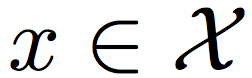 x ∈ 𝒳